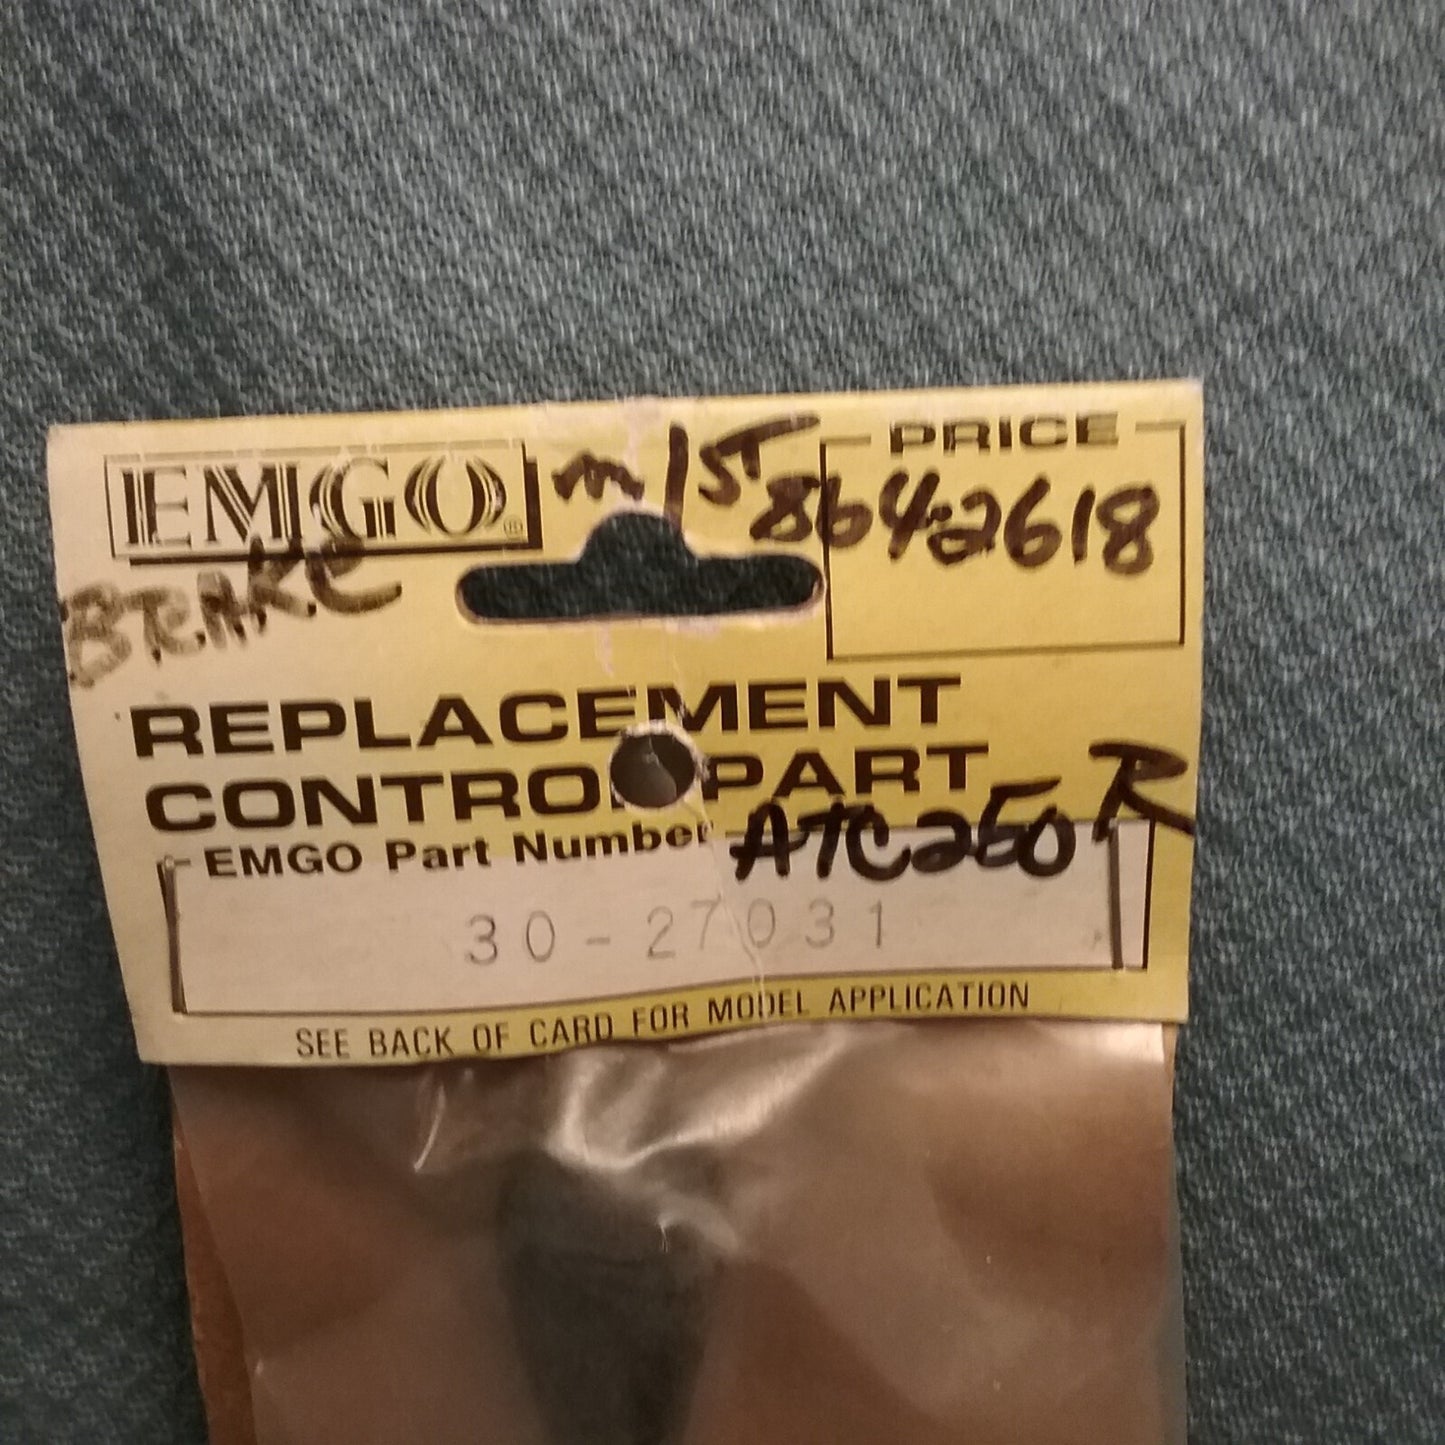 EMGO®
m 15T
PRICE
8642618
BRAKE
REPLACEMENT
CONTROL PART
EMGO Part Number
ATC250R
30-27031
SEE BACK OF CARD FOR MODEL APPLICATION